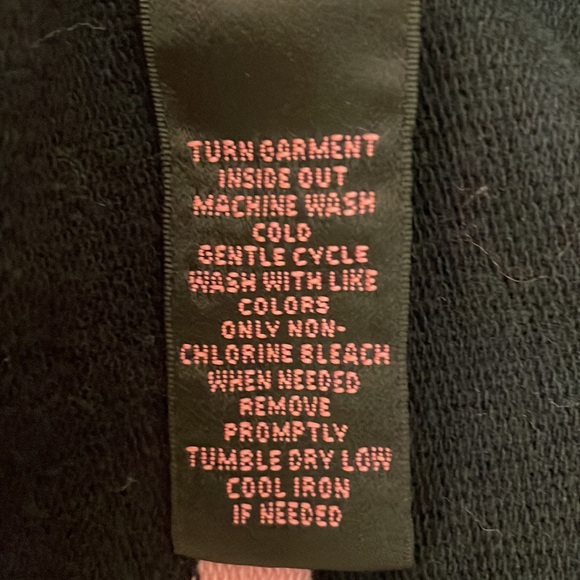 TURN GARMENT
INSIDE OUT
MACHINE WASH
COLD
GENTLE CYCLE
WASH WITH LIKE
COLORS
ONLY NON-
CHLORINE BLEACH
WHEN NEEDED
REMOVE
PROMPTLY
TUMBLE DRY LOW
COOL IRON
IF NEEDED